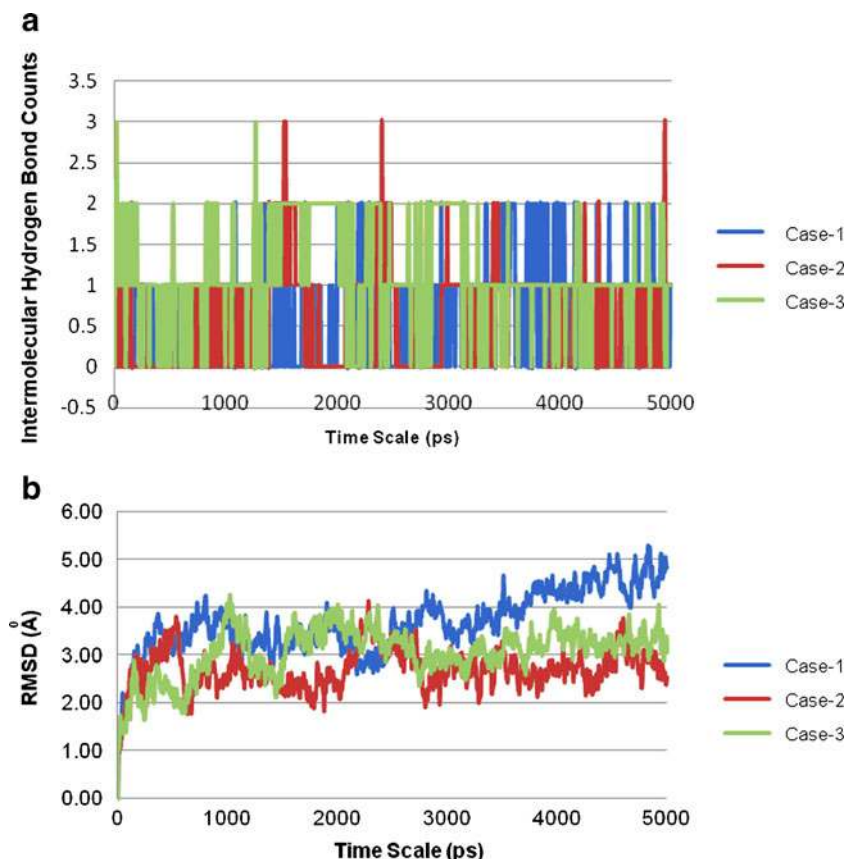 a
Intermolecular Hydrogen Bond Counts
3.5
3
2.5
2
1.5
1
0.5
0
-0.5
0 1000 2000 3000 4000 5000
Time Scale (ps)
Case-1
Case-2
Case-3
b
RMSD (Å)
6.00
5.00
4.00
3.00
2.00
1.00
0.00
0 1000 2000 3000 4000 5000
Time Scale (ps)
Case-1
Case-2
Case-3